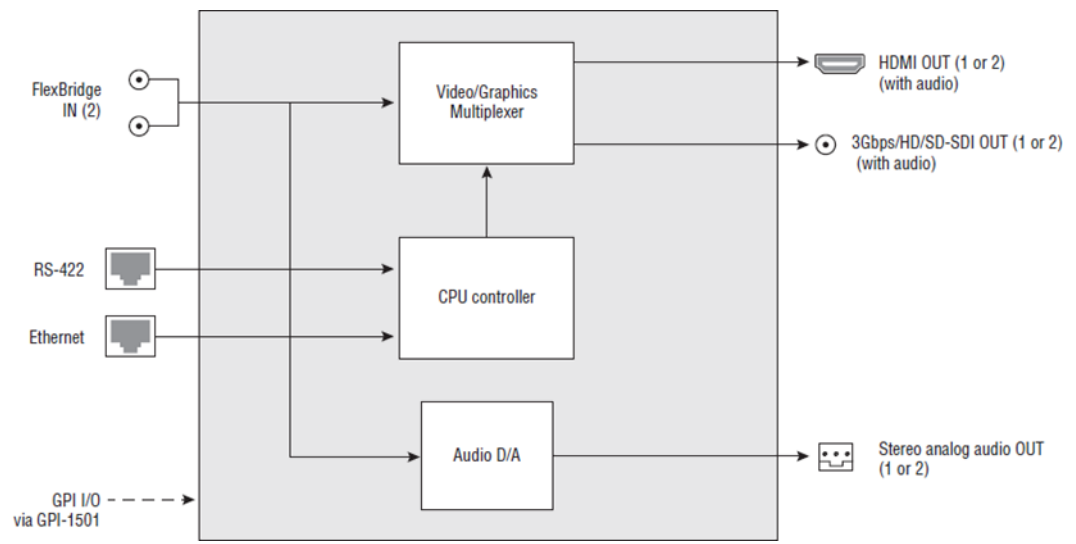 FlexBridge
IN (2)
Video/Graphics
Multiplexer
HDMI OUT (1 or 2)
(with audio)
3Gbps/HD/SD-SDI OUT (1 or 2)
(with audio)
RS-422
CPU controller
Ethernet
Audio D/A
Stereo analog audio OUT
(1 or 2)
GPI I/O
via GPI-1501